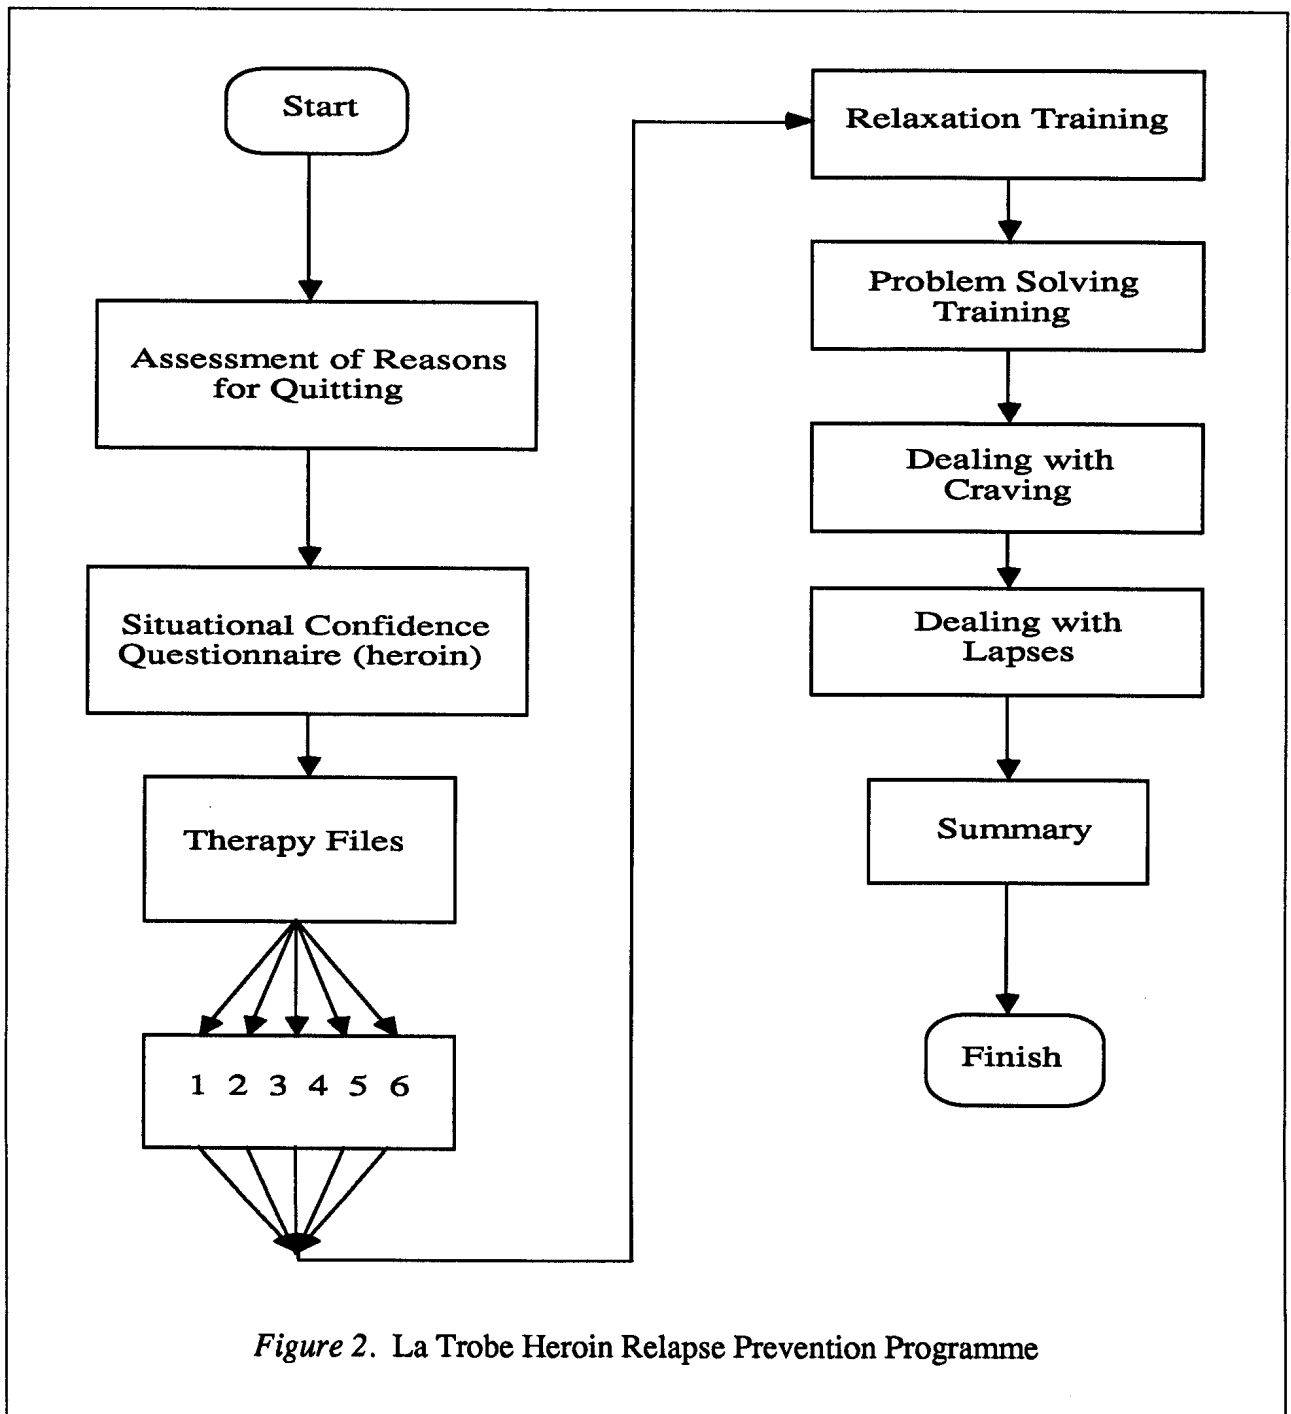 Start
Assessment of Reasons
for Quitting
Situational Confidence
Questionnaire (heroin)
Therapy Files
1 2 3 4 5 6
Relaxation Training
Problem Solving
Training
Dealing with
Craving
Dealing with
Lapses
Summary
Finish
Figure 2. La Trobe Heroin Relapse Prevention Programme